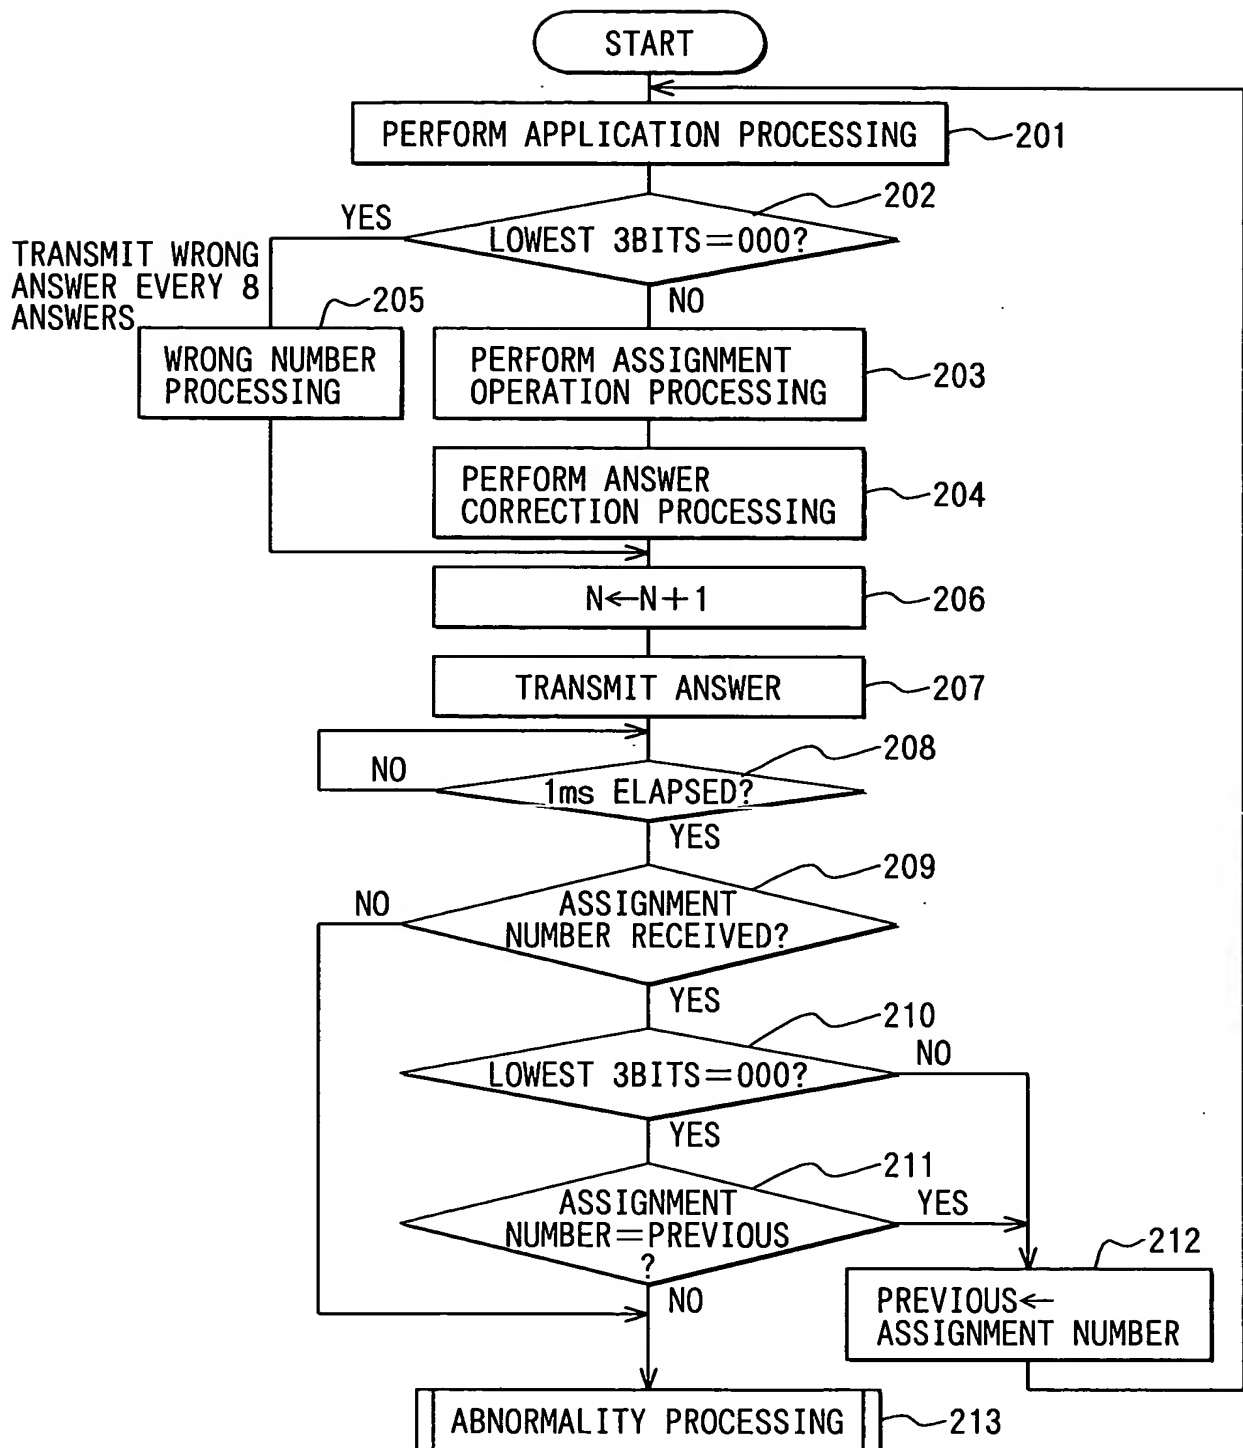 START
PERFORM APPLICATION PROCESSING
201
202
YES
LOWEST 3BITS=000?
TRANSMIT WRONG
ANSWER EVERY 8
ANSWERS
NO
205
WRONG NUMBER
PROCESSING
PERFORM ASSIGNMENT
OPERATION PROCESSING
203
PERFORM ANSWER
CORRECTION PROCESSING
204
N←N+1
206
TRANSMIT ANSWER
207
208
NO
1ms ELAPSED?
YES
209
NO
ASSIGNMENT
NUMBER RECEIVED?
YES
210
NO
LOWEST 3BITS=000?
YES
211
ASSIGNMENT
NUMBER=PREVIOUS
?
YES
NO
212
PREVIOUS←
ASSIGNMENT NUMBER
ABNORMALITY PROCESSING
213